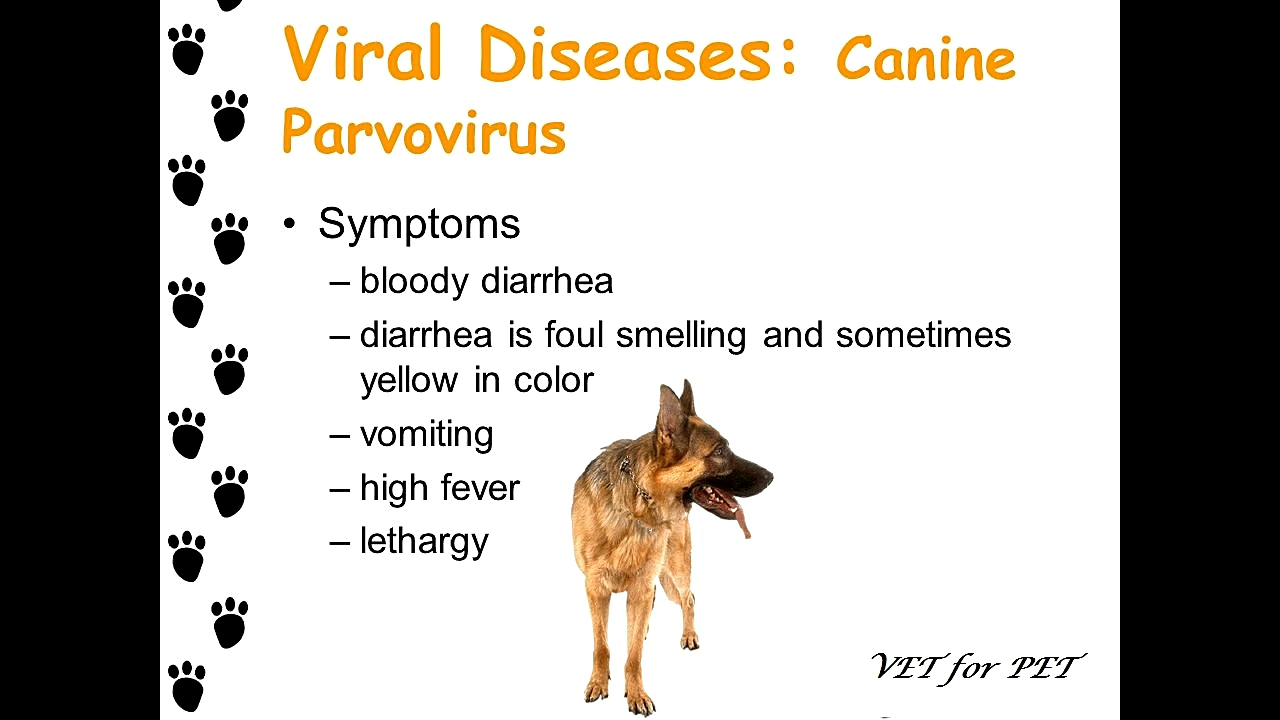 Viral Diseases: Canine
Parvovirus
• Symptoms
– bloody diarrhea
– diarrhea is foul smelling and sometimes
yellow in color
– vomiting
– high fever
– lethargy
VET for PET